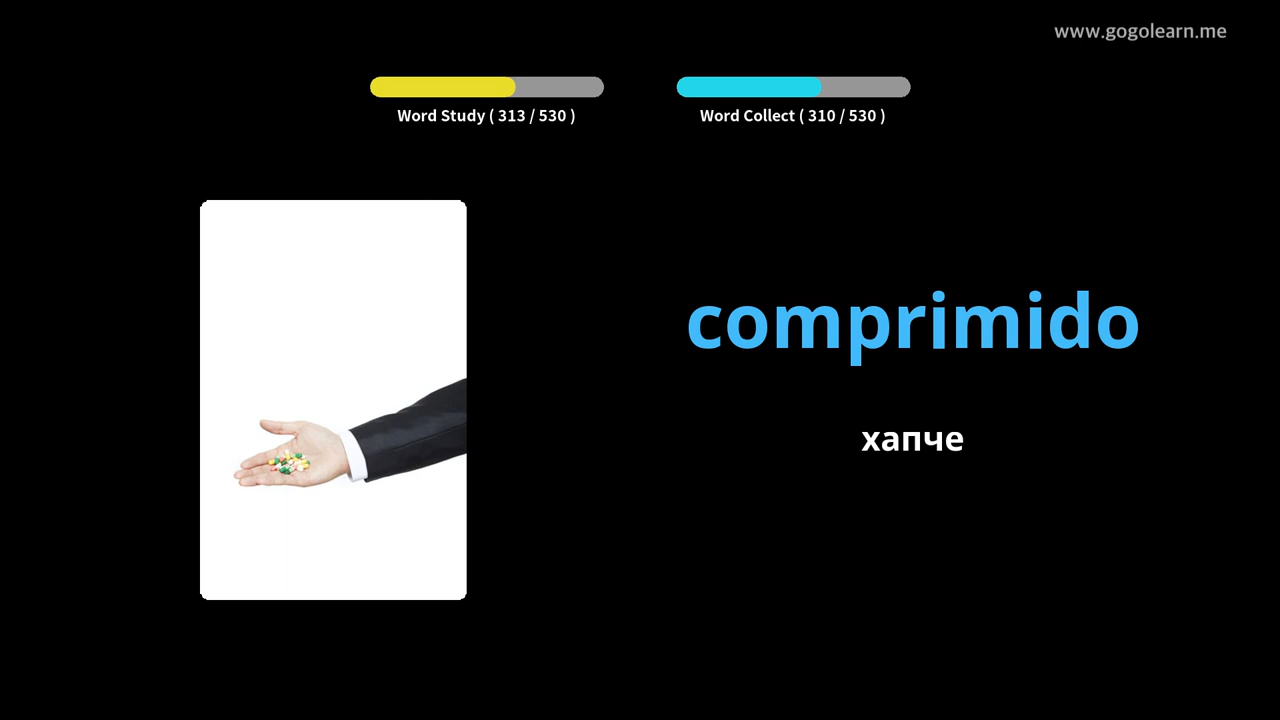 www.gogolearn.me
Word Study ( 313 / 530 )
Word Collect ( 310 / 530 )
comprimido
хапче